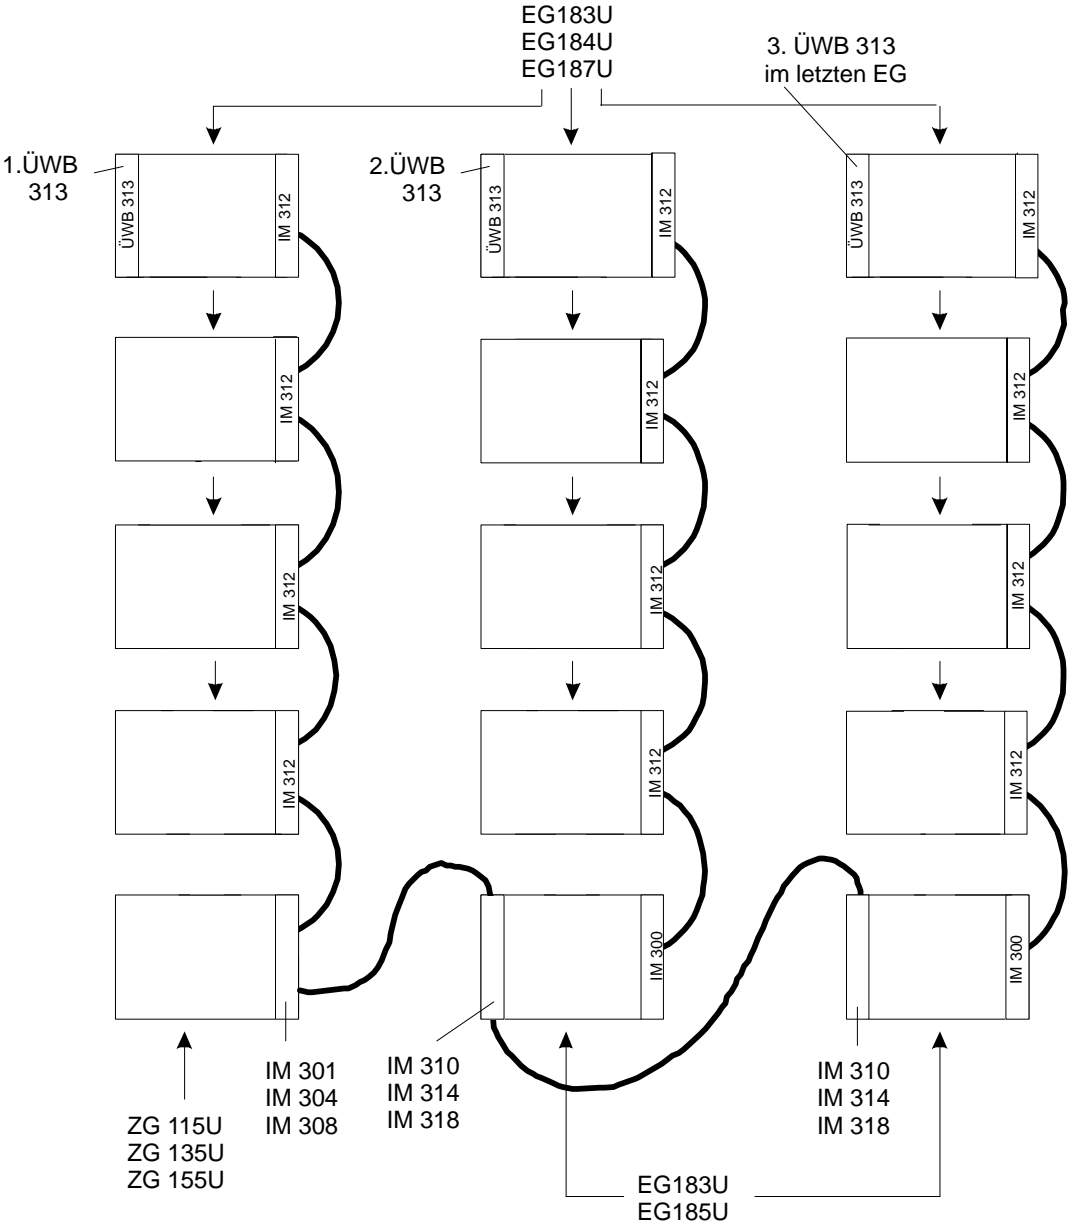 EG183U
EG184U
EG187U
3. ÜWB 313
im letzten EG
1.ÜWB
313
2.ÜWB
313
ÜWB 313
IM 312
ÜWB 313
IM 312
ÜWB 313
IM 312
IM 312
IM 312
IM 312
IM 312
IM 312
IM 312
IM 312
IM 312
IM 312
IM 300
IM 300
IM 301
IM 304
IM 308
IM 310
IM 314
IM 318
IM 310
IM 314
IM 318
ZG 115U
ZG 135U
ZG 155U
EG183U
EG185U